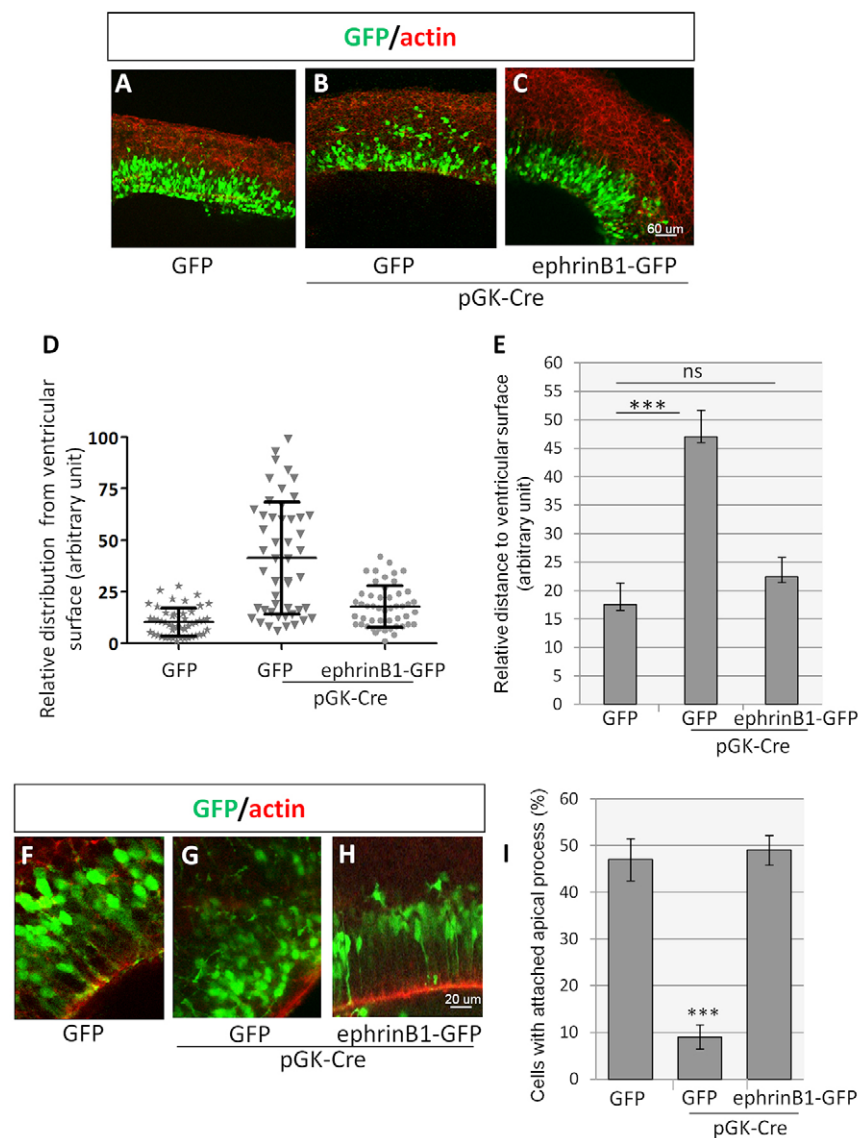 GFP/actin
A
B
C
60 um
GFP
GFP
ephrinB1-GFP
pGK-Cre
D
Relative distribution from ventricular
surface (arbitrary unit)
100
75
50
25
0
GFP
GFP
ephrinB1-GFP
pGK-Cre
E
Relative distance to ventricular surface
(arbitrary unit)
60
55
50
45
40
35
30
25
20
15
10
5
0
ns
***
GFP
GFP
ephrinB1-GFP
pGK-Cre
GFP/actin
F
G
H
20 um
GFP
GFP
ephrinB1-GFP
pGK-Cre
I
Cells with attached apical process (%)
60
50
40
30
20
10
0
***
GFP
GFP
ephrinB1-GFP
pGK-Cre